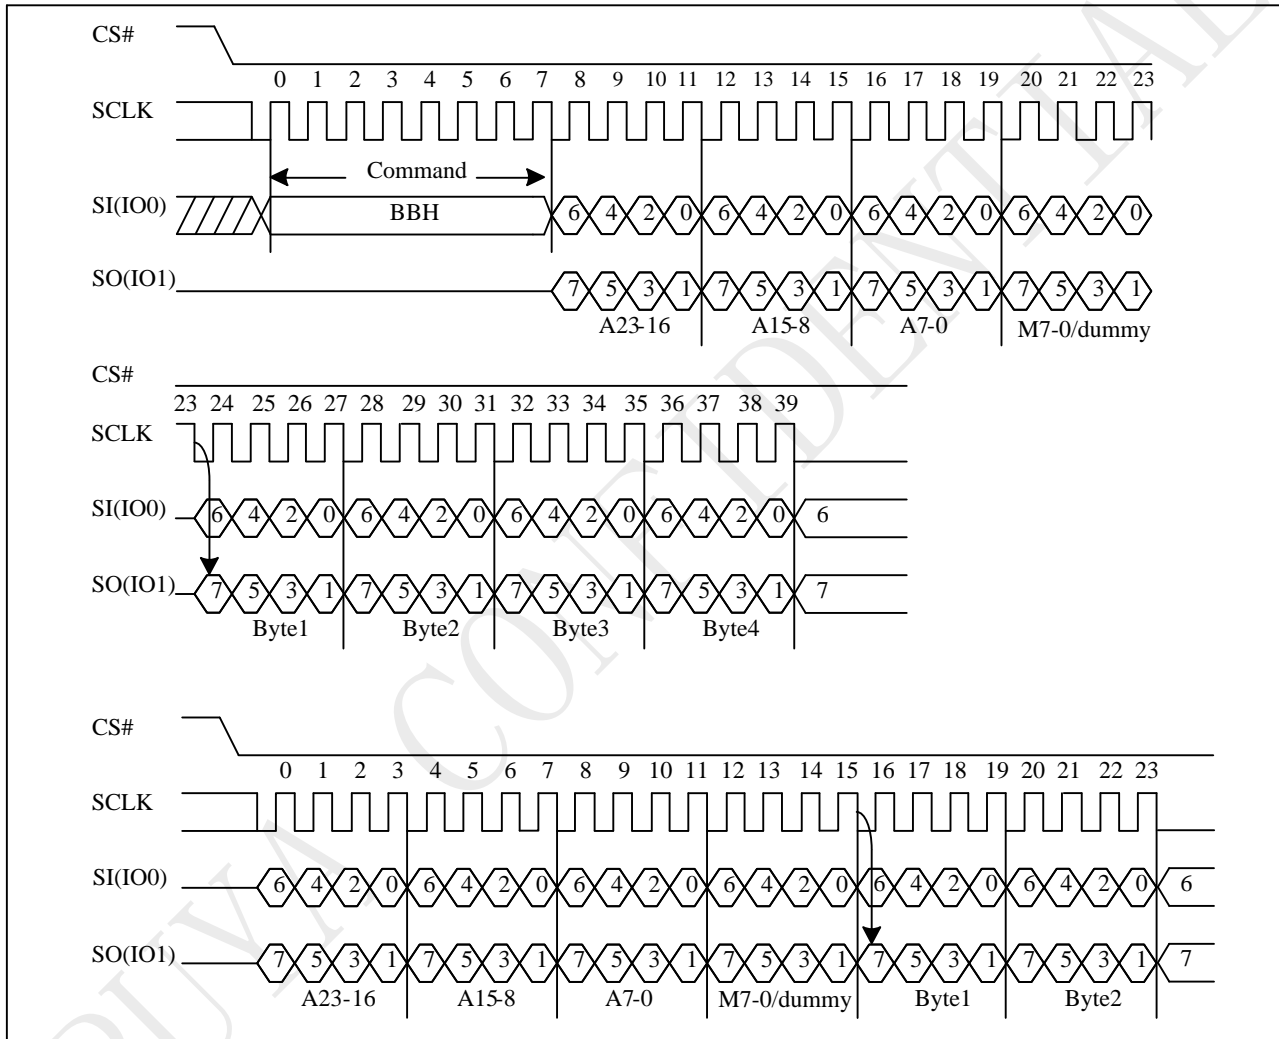 CS#
0 1 2 3 4 5 6 7 8 9 10 11 12 13 14 15 16 17 18 19 20 21 22 23
SCLK
Command
SI(IO0) BBH 6 4 2 0 6 4 2 0 6 4 2 0 6 4 2 0
SO(IO1) 7 5 3 1 7 5 3 1 7 5 3 1 7 5 3 1
A23-16 A15-8 A7-0 M7-0/dummy
CS#
23 24 25 26 27 28 29 30 31 32 33 34 35 36 37 38 39
SCLK
SI(IO0) 6 4 2 0 6 4 2 0 6 4 2 0 6 4 2 0 6
SO(IO1) 7 5 3 1 7 5 3 1 7 5 3 1 7 5 3 1 7
Byte1 Byte2 Byte3 Byte4
CS#
0 1 2 3 4 5 6 7 8 9 10 11 12 13 14 15 16 17 18 19 20 21 22 23
SCLK
SI(IO0) 6 4 2 0 6 4 2 0 6 4 2 0 6 4 2 0 6 4 2 0 6 4 2 0 6
SO(IO1) 7 5 3 1 7 5 3 1 7 5 3 1 7 5 3 1 7 5 3 1 7 5 3 1 7
A23-16 A15-8 A7-0 M7-0/dummy Byte1 Byte2
PUYA CONFIDENTIAL